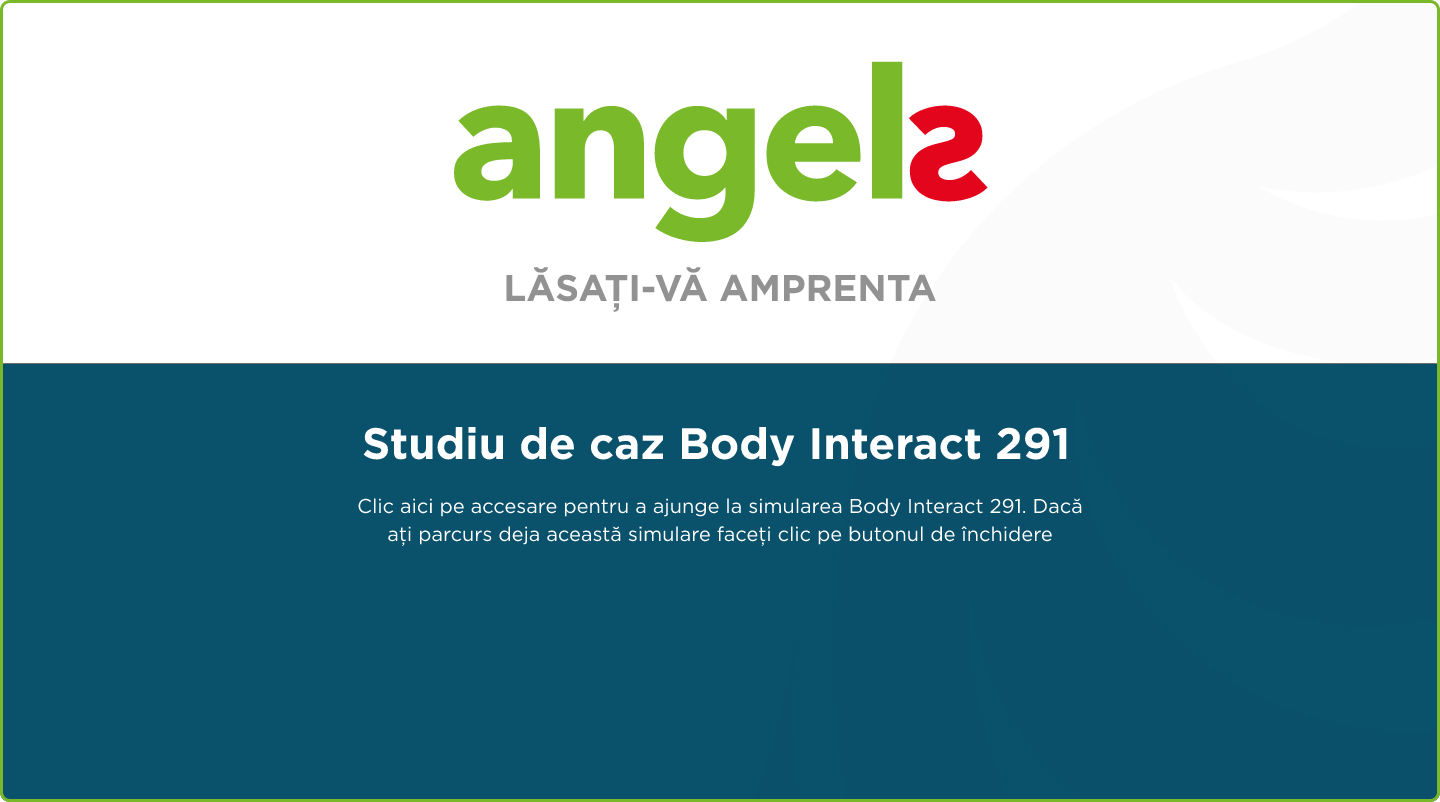 angels
LĂSAȚI-VĂ AMPRENTA
Studiu de caz Body Interact 291
Clic aici pe accesare pentru a ajunge la simularea Body Interact 291. Dacă
ați parcurs deja această simulare faceți clic pe butonul de închidere